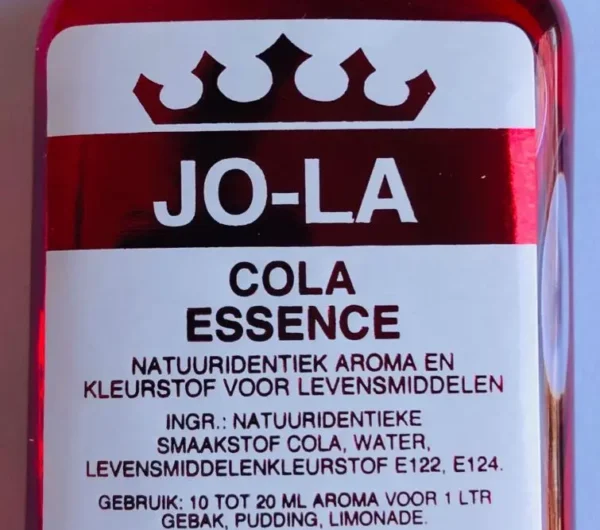 JO-LA
COLA
ESSENCE
NATUURIDENTIEK AROMA EN
KLEURSTOF VOOR LEVENSMIDDELEN
INGR.: NATUURIDENTIEKE
SMAAKSTOF COLA, WATER,
LEVENSMIDDELENKLEURSTOF E122, E124.
GEBRUIK: 10 TOT 20 ML AROMA VOOR 1 LTR
GEBAK, PUDDING, LIMONADE.